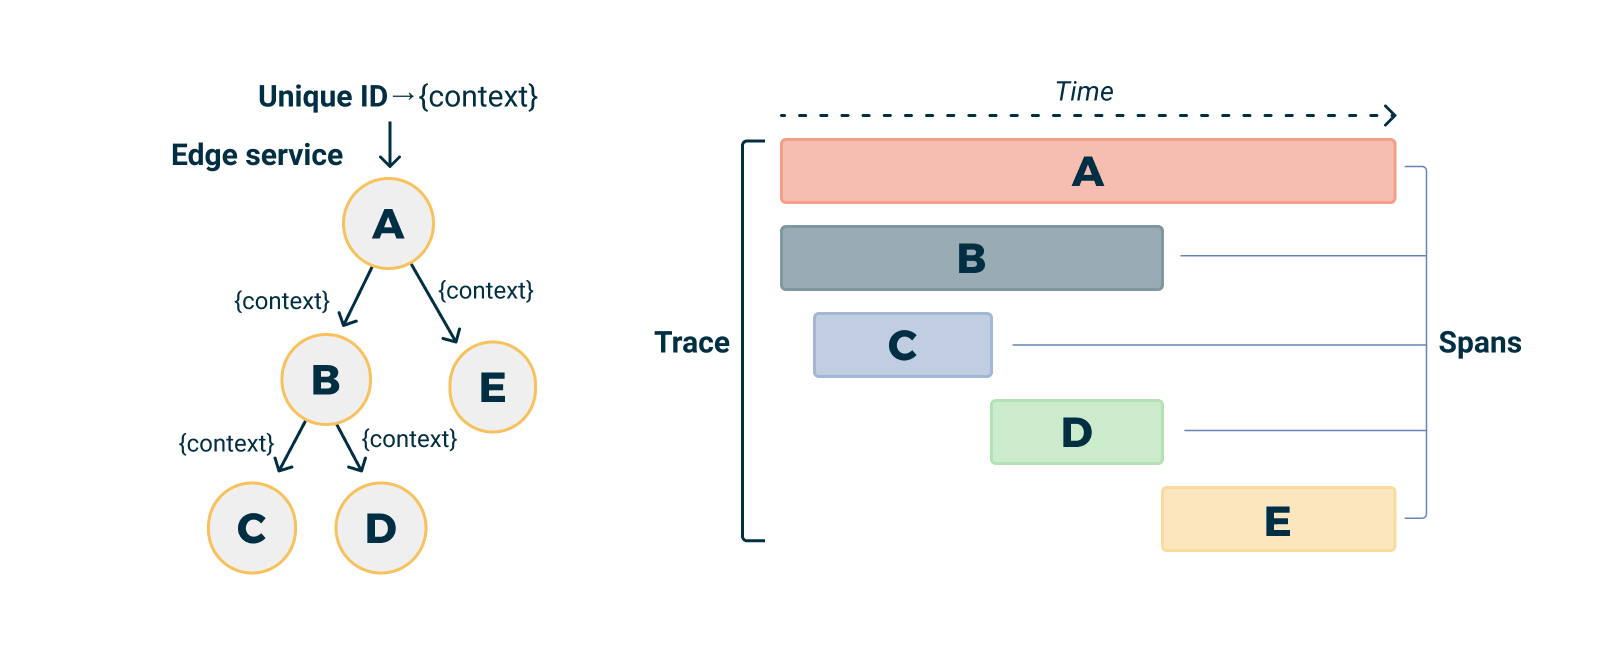 Unique ID→{context}
Edge service
A
{context}
{context}
B
E
{context}
{context}
C
D
Time
Trace
A
B
C
D
E
Spans